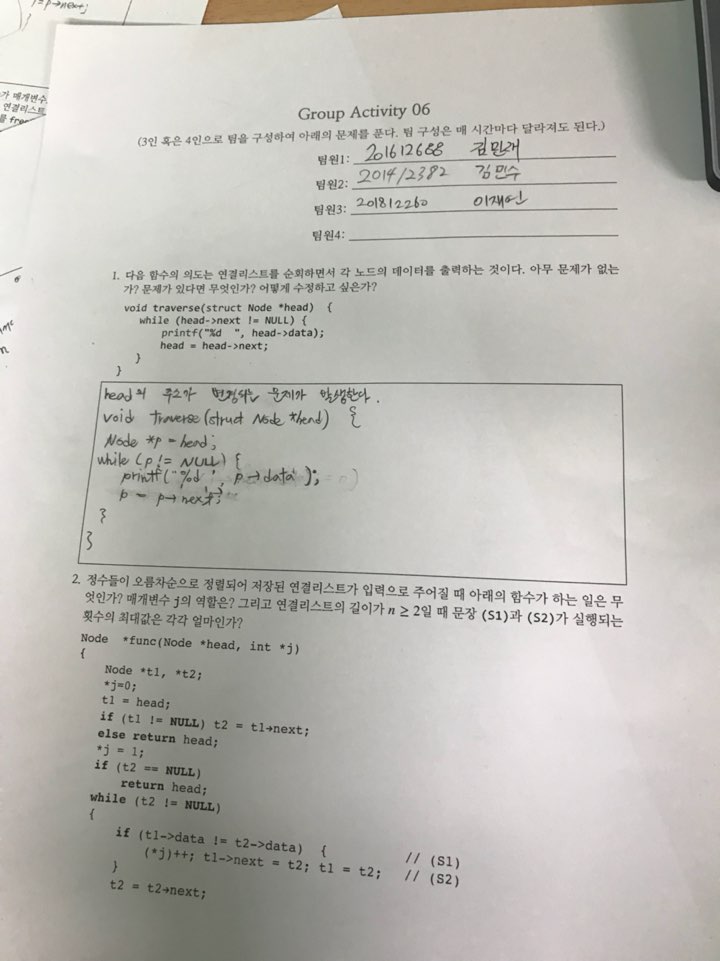 i = p→next;
가 매개변수
연결리스트
를 fre
Group Activity 06
(3인 혹은 4인으로 팀을 구성하여 아래의 문제를 푼다. 팀 구성은 매 시간마다 달라져도 된다.)
팀원1: 201612688 김민재
팀원2: 201412382 김민수
팀원3: 201812260 이재인
팀원4:
1. 다음 함수의 의도는 연결리스트를 순회하면서 각 노드의 데이터를 출력하는 것이다. 아무 문제가 없는
가? 문제가 있다면 무엇인가? 어떻게 수정하고 싶은가?
void traverse(struct Node *head) {
while (head->next != NULL) {
printf("%d ", head->data);
head = head->next;
}
}
head의 주소가 변경되는 문제가 발생한다.
void traverse(struct Node *head) {
Node *p = head;
while (p != NULL) {
printf("%d ", p→data);
p = p→next;
}
}
2. 정수들이 오름차순으로 정렬되어 저장된 연결리스트가 입력으로 주어질 때 아래의 함수가 하는 일은 무
엇인가? 매개변수 j의 역할은? 그리고 연결리스트의 길이가 n ≥ 2일 때 문장 (S1)과 (S2)가 실행되는
횟수의 최대값은 각각 얼마인가?
Node *func(Node *head, int *j)
{
Node *t1, *t2;
*j=0;
t1 = head;
if (t1 != NULL) t2 = t1→next;
else return head;
*j = 1;
if (t2 == NULL)
return head;
while (t2 != NULL)
{
if (t1->data != t2->data) { // (S1)
(*j)++; t1->next = t2; t1 = t2; // (S2)
}
t2 = t2→next;